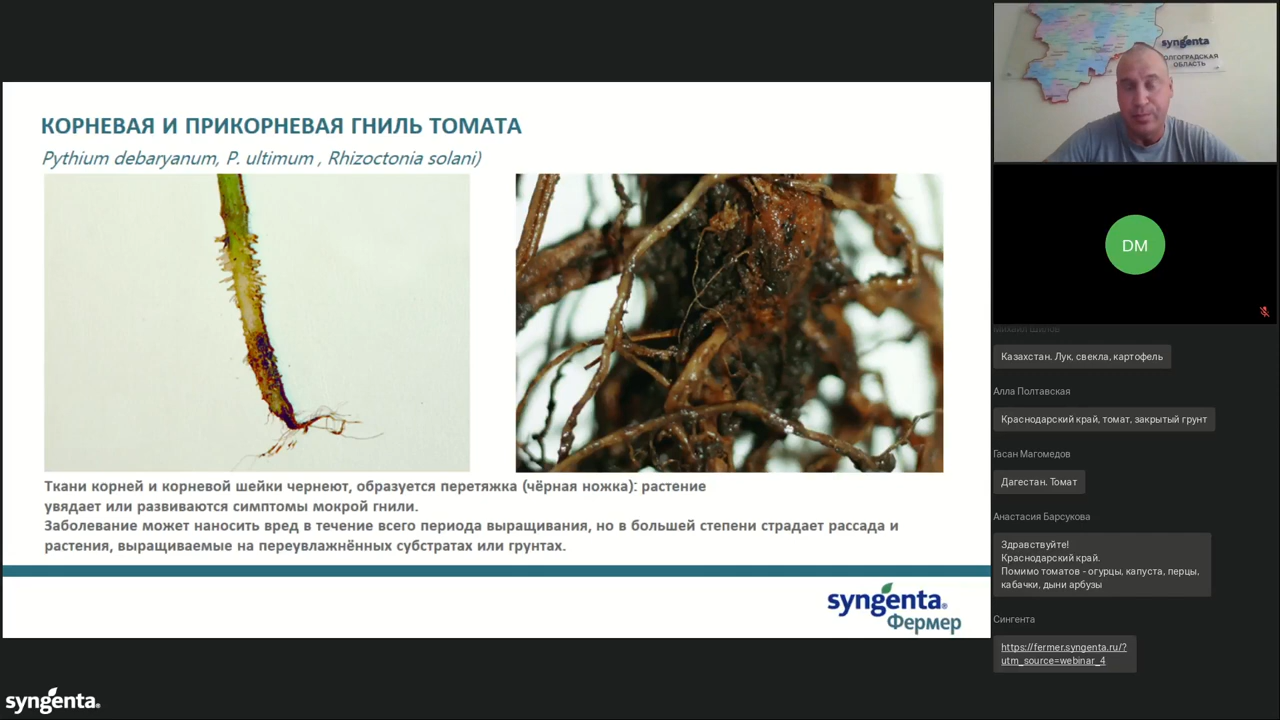 КОРНЕВАЯ И ПРИКОРНЕВАЯ ГНИЛЬ ТОМАТА
Pythium debaryanum, P. ultimum , Rhizoctonia solani)
Ткани корней и корневой шейки чернеют, образуется перетяжка (чёрная ножка): растение
увядает или развиваются симптомы мокрой гнили.
Заболевание может наносить вред в течение всего периода выращивания, но в большей степени страдает рассада и
растения, выращиваемые на переувлажнённых субстратах или грунтах.
syngenta®
Фермер
syngenta.
syngenta
ВОЛГОГРАДСКАЯ
ОБЛАСТЬ
DM
Михаил Шилов
Казахстан. Лук, свекла, картофель
Алла Полтавская
Краснодарский край, томат, закрытый грунт
Гасан Магомедов
Дагестан. Томат
Анастасия Барсукова
Здравствуйте!
Краснодарский край.
Помимо томатов - огурцы, капуста, перцы,
кабачки, дыни арбузы
Сингента
https://fermer.syngenta.ru/?
utm_source=webinar_4